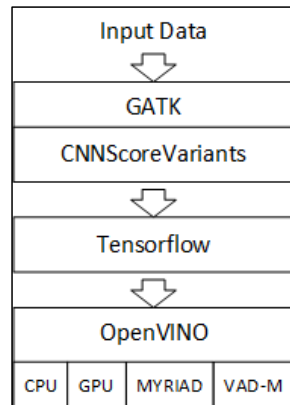 Input Data
GATK
CNNScoreVariants
Tensorflow
OpenVINO
CPU GPU MYRIAD VAD-M